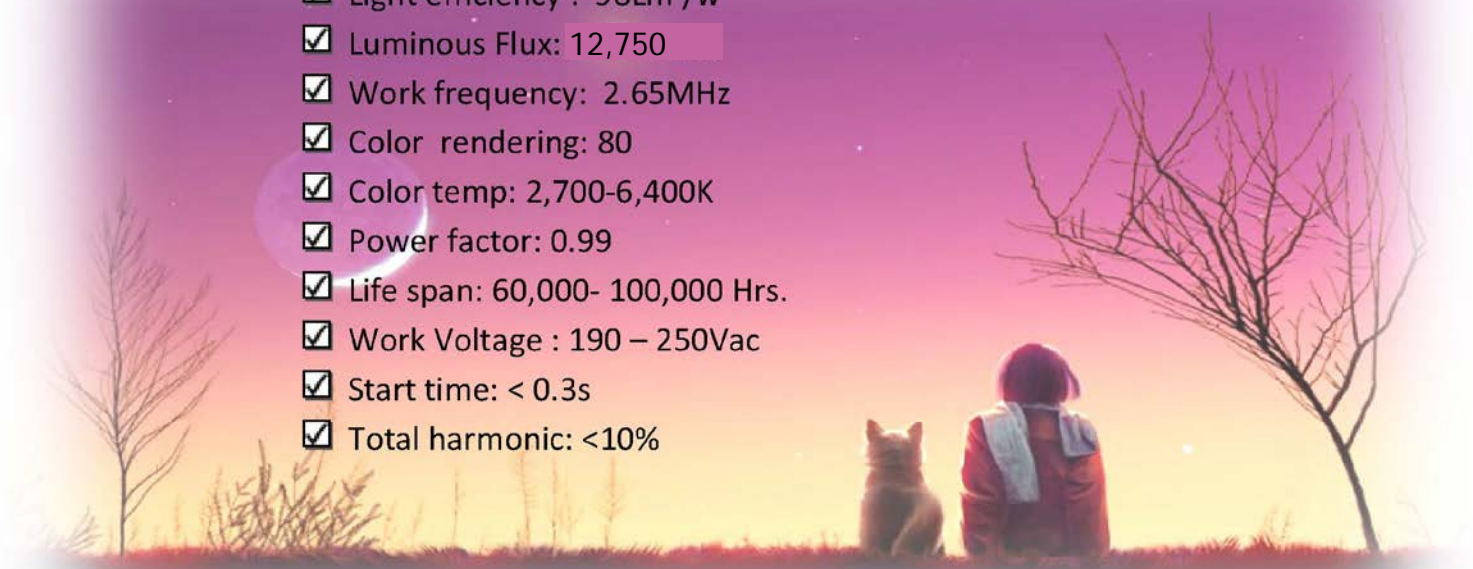 Luminous Flux: 12,750
Work frequency: 2.65MHz
Color rendering: 80
Color temp: 2,700-6,400K
Power factor: 0.99
Life span: 60,000- 100,000 Hrs.
Work Voltage : 190 – 250Vac
Start time: < 0.3s
Total harmonic: <10%